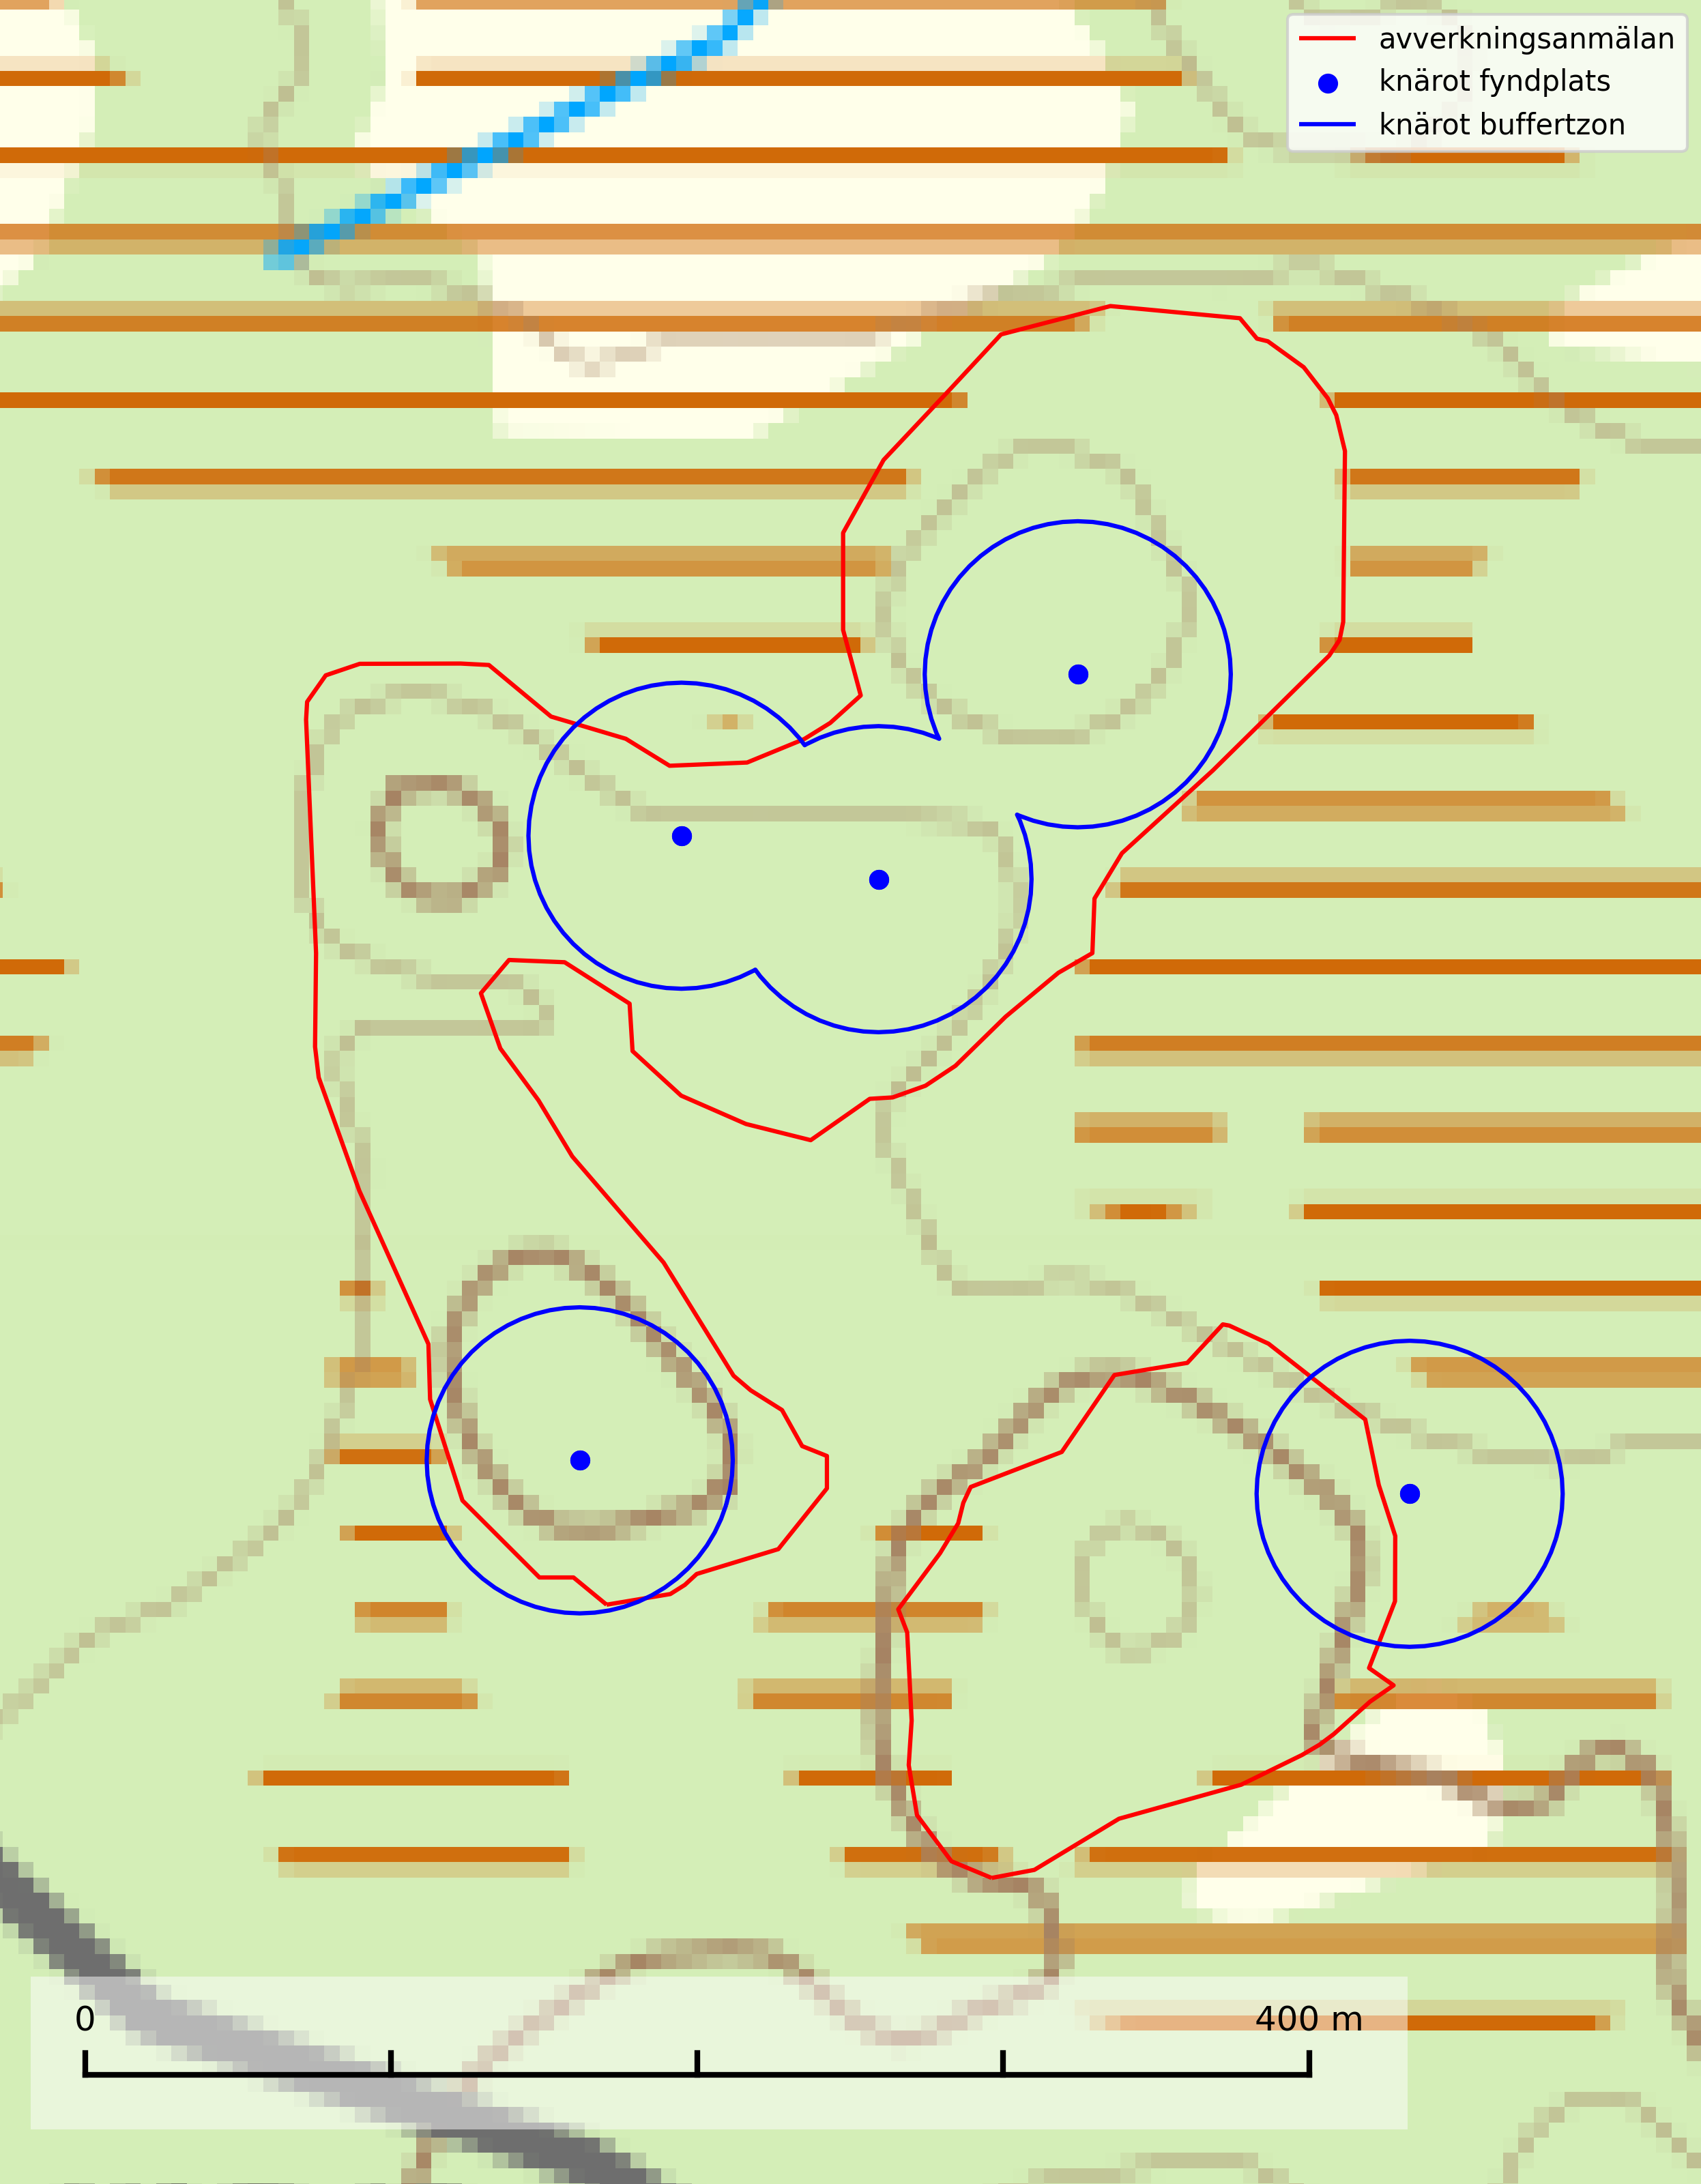 avverkningsanmälan
knärot fyndplats
knärot buffertzon
0 400 m